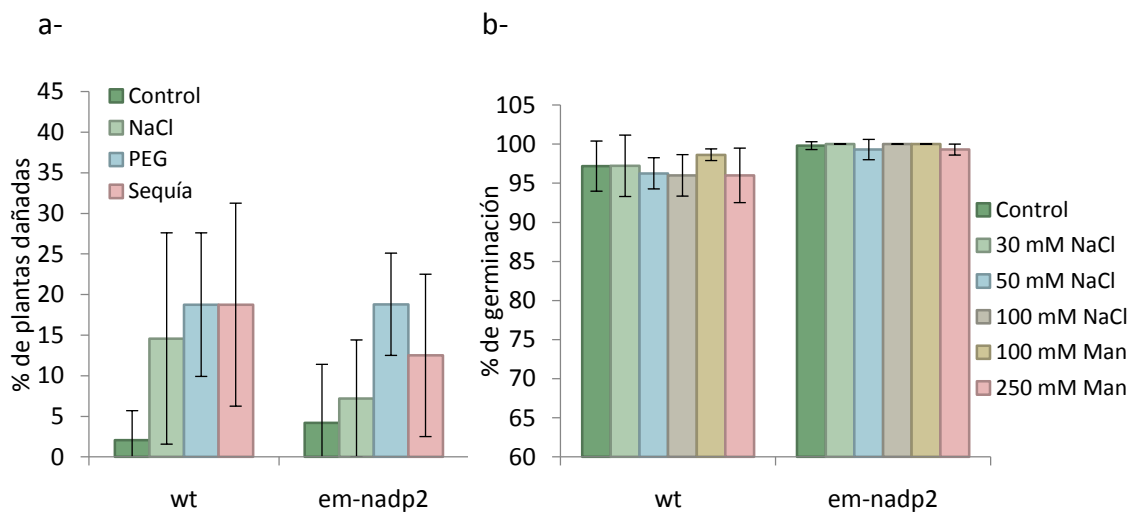 a-
% de plantas dañadas
45
40
35
30
25
20
15
10
5
0
Control
NaCl
PEG
Sequía
wt
em-nadp2
b-
% de germinación
105
100
95
90
85
80
75
70
65
60
wt
em-nadp2
Control
30 mM NaCl
50 mM NaCl
100 mM NaCl
100 mM Man
250 mM Man